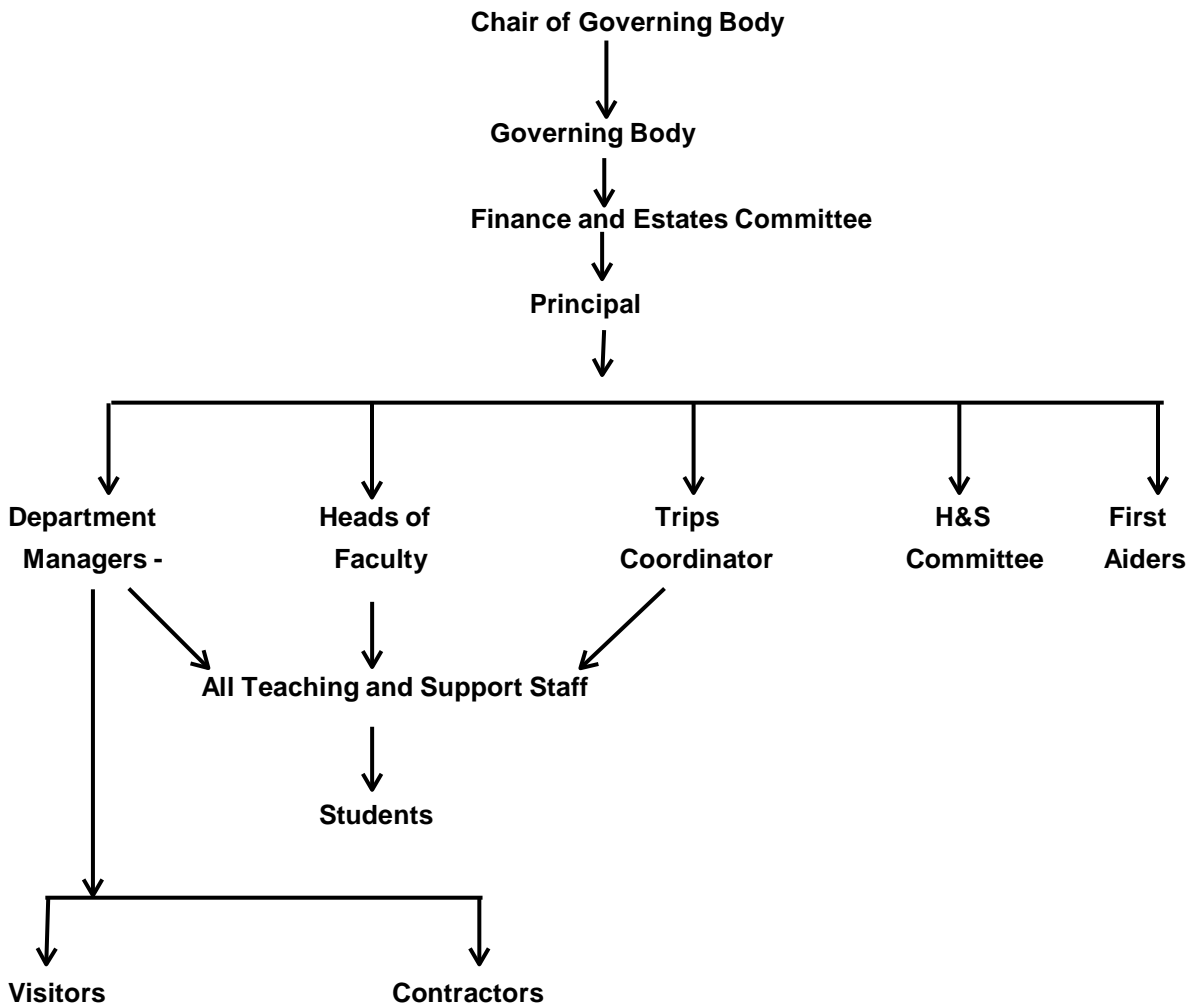 Chair of Governing Body
Governing Body
Finance and Estates Committee
Principal
Department
Managers -
Heads of
Faculty
Trips
Coordinator
H&S
Committee
First
Aiders
All Teaching and Support Staff
Students
Visitors
Contractors